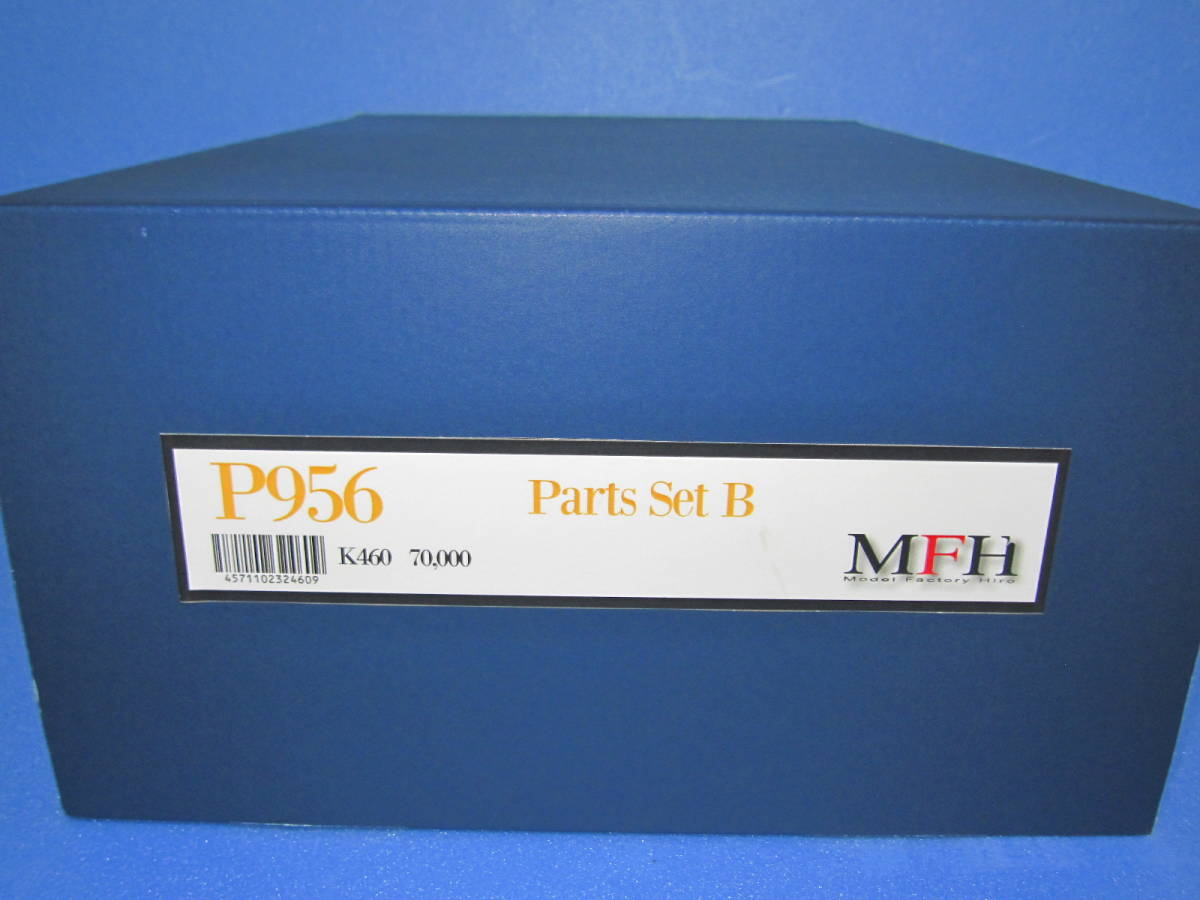 P956
Parts Set B
4571102324609
K460 70,000
MFH
Model Factory Hiro